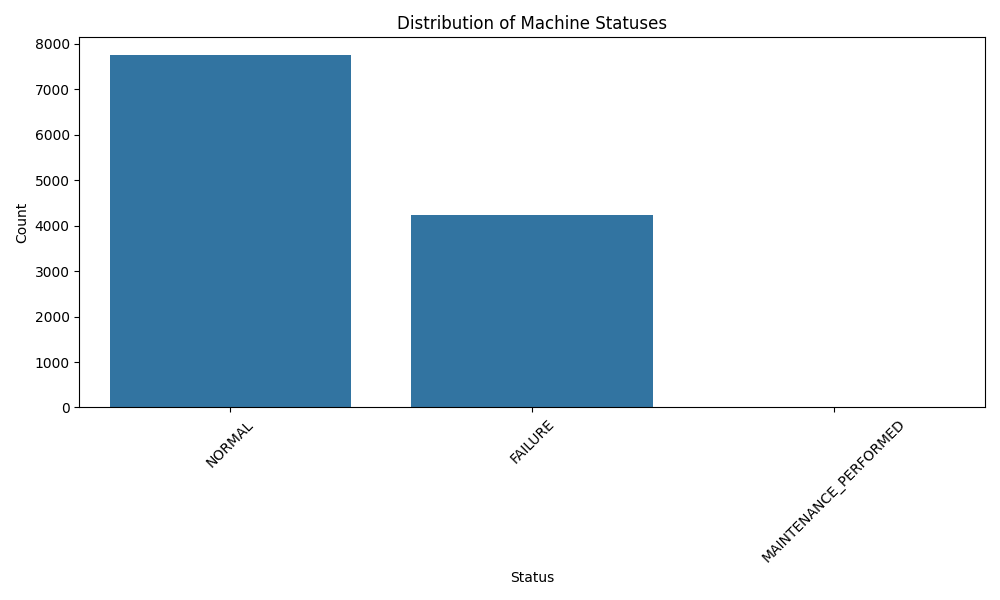 Distribution of Machine Statuses
Count
8000
7000
6000
5000
4000
3000
2000
1000
0
NORMAL
FAILURE
MAINTENANCE_PERFORMED
Status